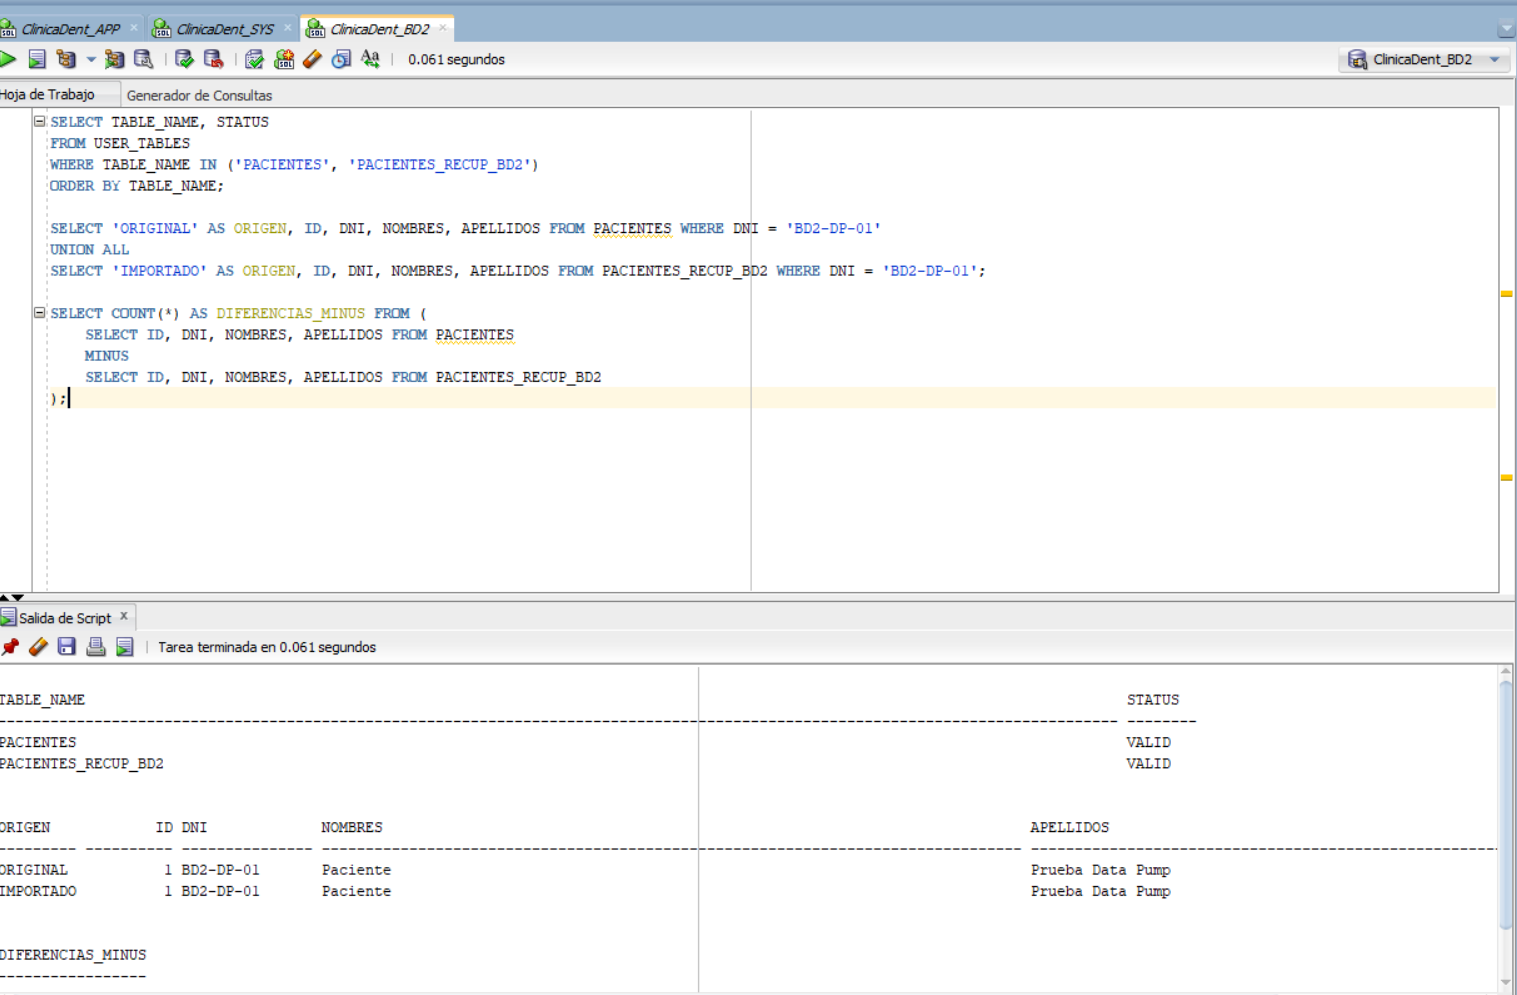 ClinicaDent_APP ClinicaDent_SYS ClinicaDent_BD2
0.061 segundos ClinicaDent_BD2
Hoja de Trabajo Generador de Consultas
SELECT TABLE_NAME, STATUS
FROM USER_TABLES
WHERE TABLE_NAME IN ('PACIENTES', 'PACIENTES_RECUP_BD2')
ORDER BY TABLE_NAME;
SELECT 'ORIGINAL' AS ORIGEN, ID, DNI, NOMBRES, APELLIDOS FROM PACIENTES WHERE DNI = 'BD2-DP-01'
UNION ALL
SELECT 'IMPORTADO' AS ORIGEN, ID, DNI, NOMBRES, APELLIDOS FROM PACIENTES_RECUP_BD2 WHERE DNI = 'BD2-DP-01';
SELECT COUNT(*) AS DIFERENCIAS_MINUS FROM (
SELECT ID, DNI, NOMBRES, APELLIDOS FROM PACIENTES
MINUS
SELECT ID, DNI, NOMBRES, APELLIDOS FROM PACIENTES_RECUP_BD2
);
Salida de Script
Tarea terminada en 0.061 segundos
TABLE_NAME STATUS
PACIENTES VALID
PACIENTES_RECUP_BD2 VALID
ORIGEN ID DNI NOMBRES APELLIDOS
ORIGINAL 1 BD2-DP-01 Paciente Prueba Data Pump
IMPORTADO 1 BD2-DP-01 Paciente Prueba Data Pump
DIFERENCIAS_MINUS